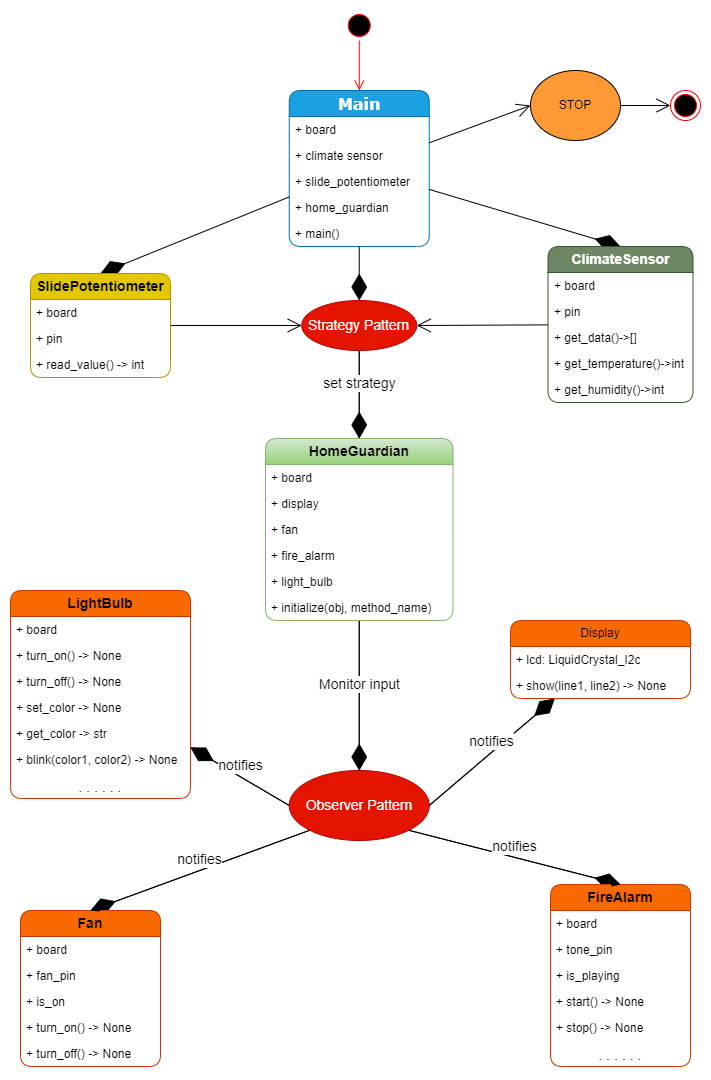 Main
+ board
+ climate sensor
+ slide_potentiometer
+ home_guardian
+ main()
STOP
SlidePotentiometer
+ board
+ pin
+ read_value() -> int
Strategy Pattern
ClimateSensor
+ board
+ pin
+ get_data()->[]
+ get_temperature()->int
+ get_humidity()->int
set strategy
HomeGuardian
+ board
+ display
+ fan
+ fire_alarm
+ light_bulb
+ initialize(obj, method_name)
LightBulb
+ board
+ turn_on() -> None
+ turn_off() -> None
+ set_color -> None
+ get_color -> str
+ blink(color1, color2) -> None
. . . . . .
Monitor input
Display
+ lcd: LiquidCrystal_I2c
+ show(line1, line2) -> None
notifies
notifies
Observer Pattern
notifies
notifies
Fan
+ board
+ fan_pin
+ is_on
+ turn_on() -> None
+ turn_off() -> None
FireAlarm
+ board
+ tone_pin
+ is_playing
+ start() -> None
+ stop() -> None
. . . . . .